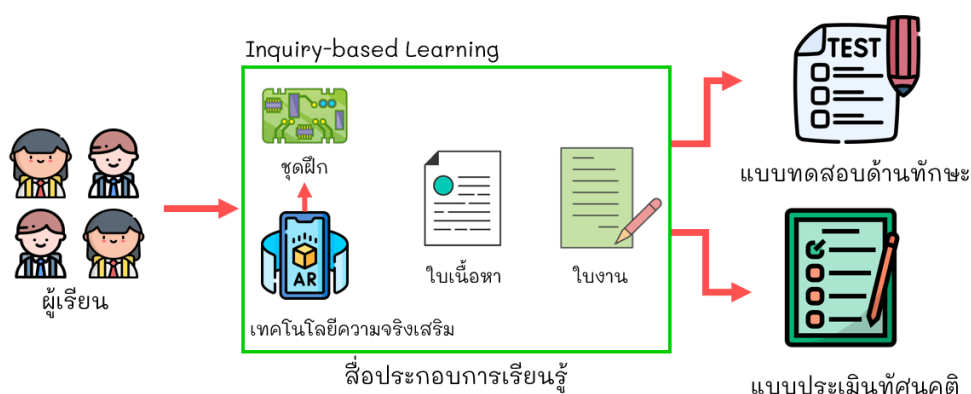 Inquiry-based Learning
TEST
ชุดฝึก
แบบทดสอบด้านทักษะ
AR
ใบเนื้อหา
ใบงาน
ผู้เรียน
เทคโนโลยีความจริงเสริม
สื่อประกอบการเรียนรู้
แบบประเมินทัศนคติ